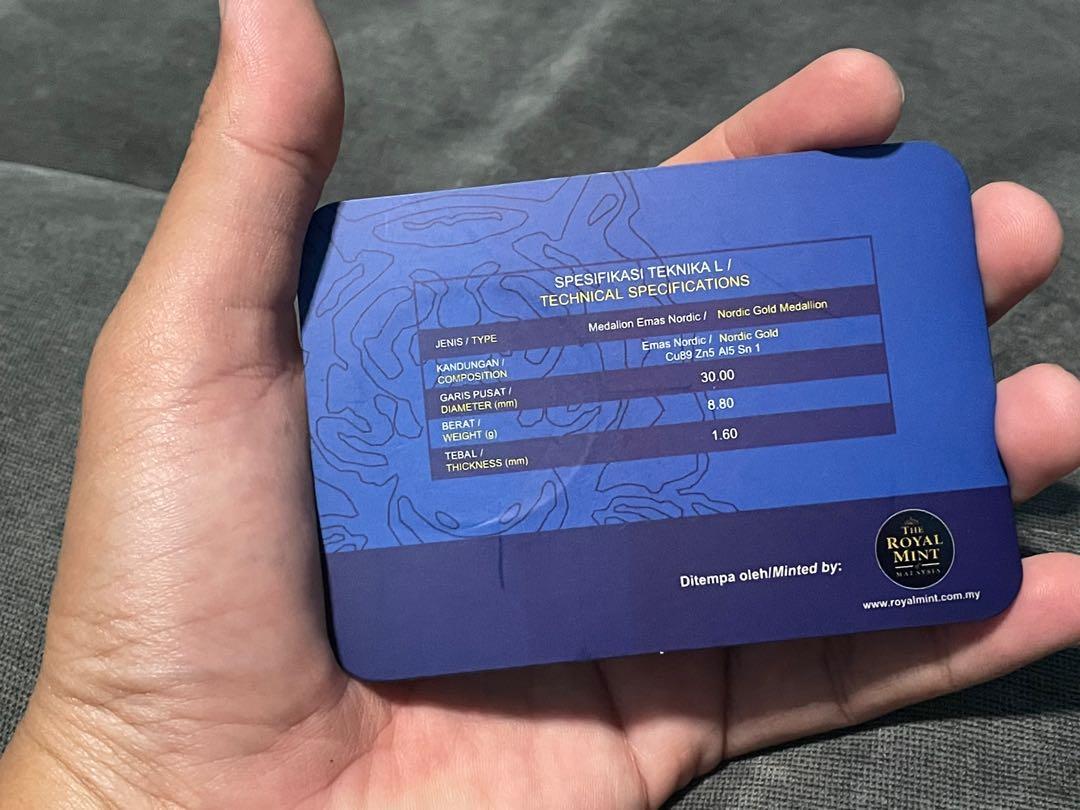 SPESIFIKASI TEKNIKA L /
TECHNICAL SPECIFICATIONS
JENIS / TYPE
Medalion Emas Nordic / Nordic Gold Medallion
KANDUNGAN /
COMPOSITION
Emas Nordic / Nordic Gold
Cu89 Zn5 Al5 Sn 1
GARIS PUSAT /
DIAMETER (mm)
30.00
BERAT /
WEIGHT (g)
8.80
TEBAL /
THICKNESS (mm)
1.60
Ditempa oleh/Minted by:
THE
ROYAL
MINT
of
MALAYSIA
www.royalmint.com.my